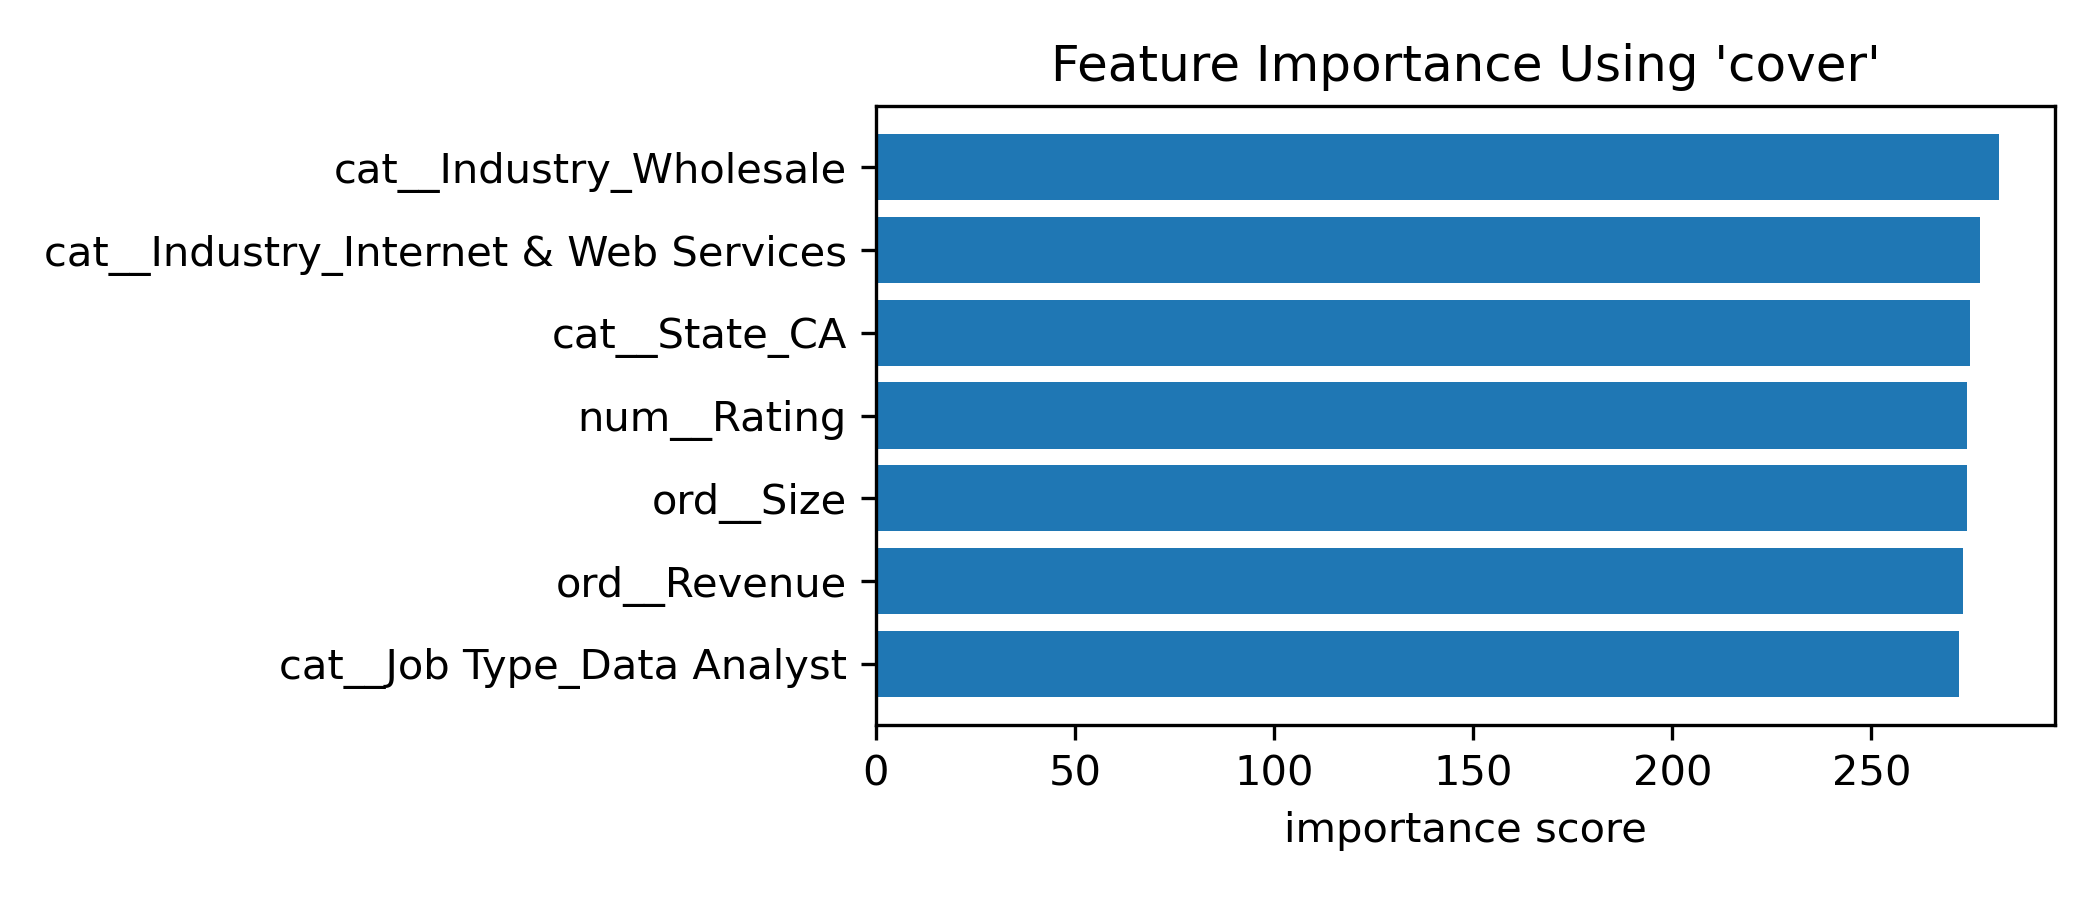 Feature Importance Using 'cover'
cat__Industry_Wholesale
cat__Industry_Internet & Web Services
cat__State_CA
num__Rating
ord__Size
ord__Revenue
cat__Job Type_Data Analyst
0 50 100 150 200 250
importance score